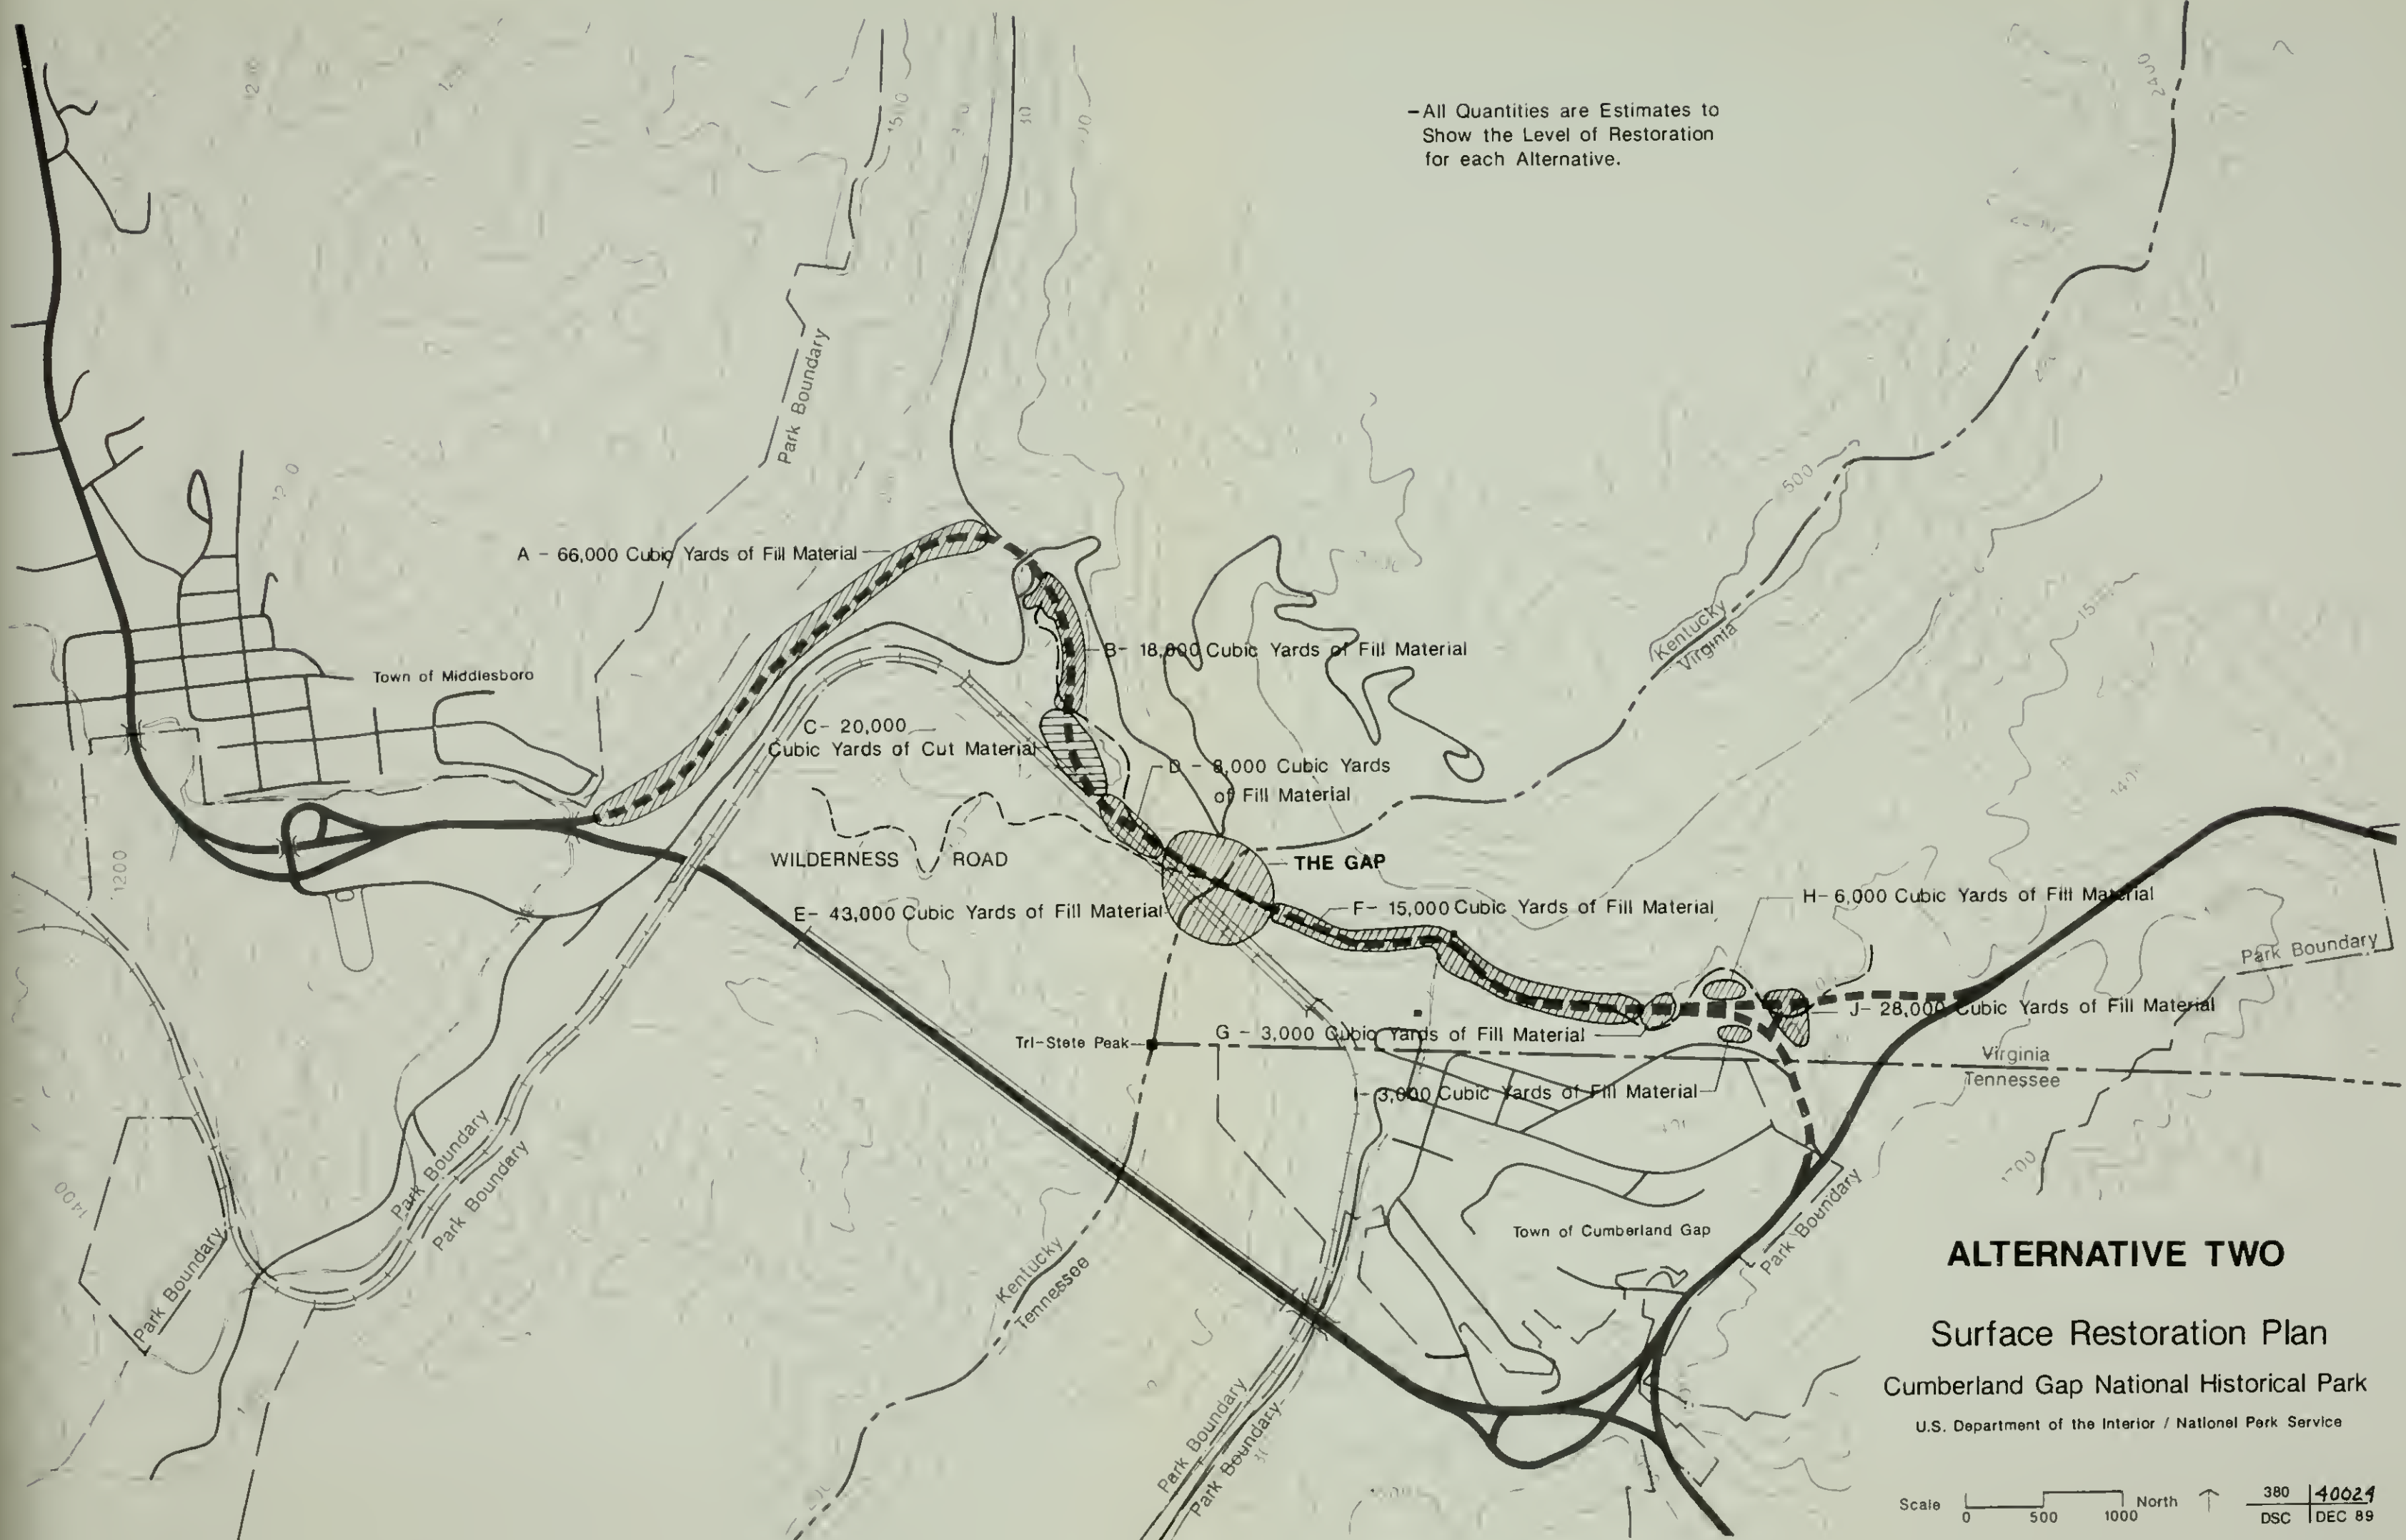 -All Quantities are Estimates to
Show the Level of Restoration
for each Alternative.
2400
1500
Park Boundary
500
A - 66,000 Cubic Yards of Fill Material
Kentucky
Virginia
B- 18,000 Cubic Yards of Fill Material
Town of Middlesboro
C- 20,000
Cubic Yards of Cut Material
D - 8,000 Cubic Yards
of Fill Material
WILDERNESS ROAD
THE GAP
1200
E- 43,000 Cubic Yards of Fill Material
F- 15,000 Cubic Yards of Fill Material
H- 6,000 Cubic Yards of Fill Material
Park Boundary
J- 28,000 Cubic Yards of Fill Material
G - 3,000 Cubic Yards of Fill Material
Tri-State Peak
Virginia
Tennessee
I- 3,000 Cubic Yards of Fill Material
Park Boundary
Park Boundary
1400
Park Boundary
Park Boundary
Town of Cumberland Gap
Kentucky
Tennessee
Park Boundary
Park Boundary
ALTERNATIVE TWO
Surface Restoration Plan
Cumberland Gap National Historical Park
U.S. Department of the Interior / National Park Service
Scale 0 500 1000 North
380 40024
DSC DEC 89